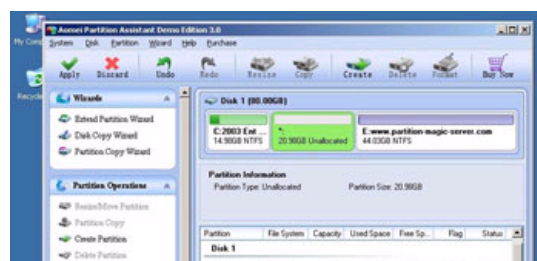 Aomei Partition Assistant Demo Edition 3.0
My Comp
System Disk Partition Wizard Help Purchase
Apply Discard Undo Redo Resize Copy Create Delete Format Buy Now
Recycle
Wizards
Disk 1 (80.00GB)
Extend Partition Wizard
Disk Copy Wizard
Partition Copy Wizard
C:2003 Ent ... *: E:www.partition-magic-server.com
14.98GB NTFS 20.98GB Unallocated 44.03GB NTFS
Partition Information
Partition Type: Unallocated Partition Size: 20.98GB
Partition Operations
Resize/Move Partition
Partition Copy
Create Partition
Delete Partition
Partition File System Capacity Used Space Free Sp... Flag Status
Disk 1